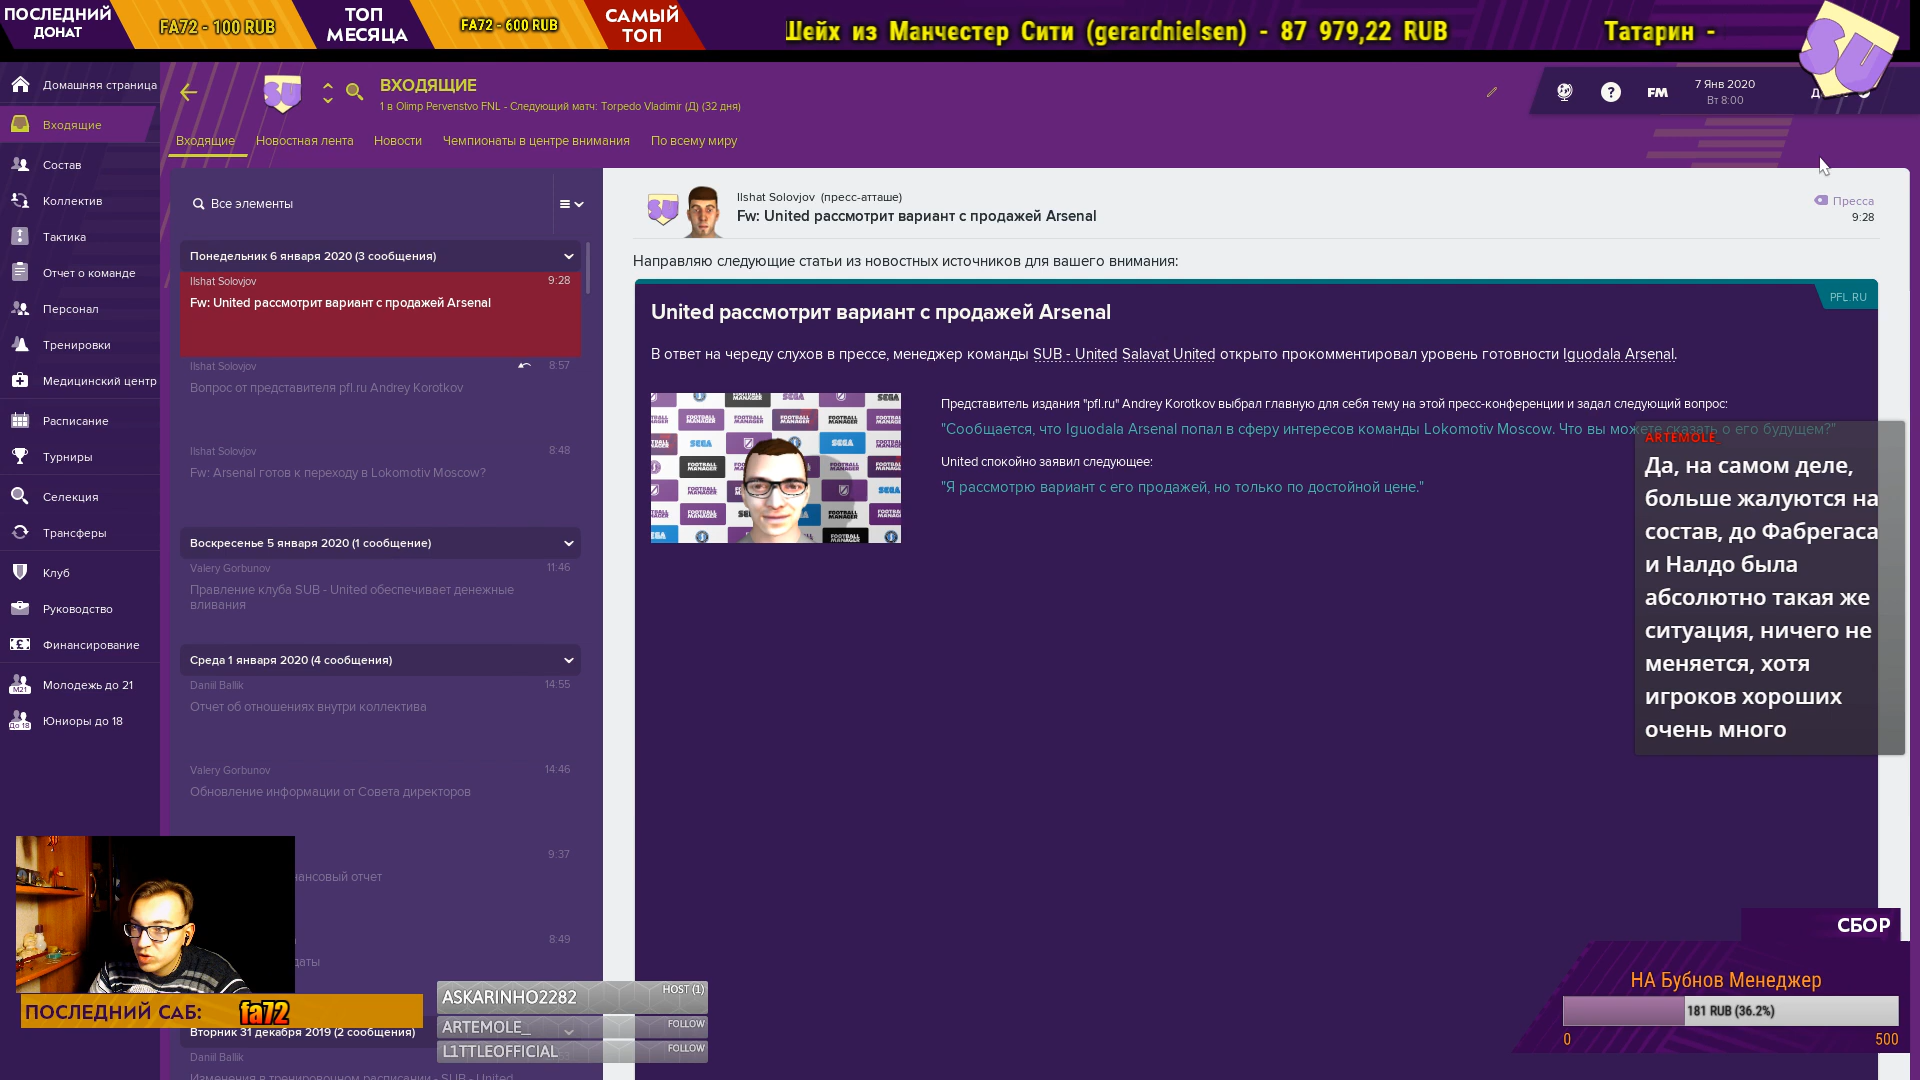 ПОСЛЕДНИЙ
ДОНАТ
FA72 - 100 RUB
ТОП
МЕСЯЦА
FA72 - 600 RUB
САМЫЙ
ТОП
Шейх из Манчестер Сити (gerardnielsen) - 87 979,22 RUB
Татарин -
SU
Домашняя страница
Входящие
Состав
Коллектив
Тактика
Отчет о команде
Персонал
Тренировки
Медицинский центр
Расписание
Турниры
Селекция
Трансферы
Клуб
Руководство
Финансирование
Молодежь до 21
Юниоры до 18
ВХОДЯЩИЕ
1 в Olimp Pervenstvo FNL - Следующий матч: Torpedo Vladimir (Д) (32 дня)
FM
7 Янв 2020
Вт 8:00
Входящие
Новостная лента
Новости
Чемпионаты в центре внимания
По всему миру
Все элементы
Понедельник 6 января 2020 (3 сообщения)
Ilshat Solovjov 9:28
Fw: United рассмотрит вариант с продажей Arsenal
Ilshat Solovjov 8:57
Вопрос от представителя pfl.ru Andrey Korotkov
Ilshat Solovjov 8:48
Fw: Arsenal готов к переходу в Lokomotiv Moscow?
Воскресенье 5 января 2020 (1 сообщение)
Valery Gorbunov 11:46
Правление клуба SUB - United обеспечивает денежные
вливания
Среда 1 января 2020 (4 сообщения)
Daniil Ballik 14:55
Отчет об отношениях внутри коллектива
Valery Gorbunov 14:46
Обновление информации от Совета директоров
9:37
нансовый отчет
8:49
даты
Вторник 31 декабря 2019 (2 сообщения)
Daniil Ballik
Изменения в тренировочном расписании - SUB - United
Ilshat Solovjov (пресс-атташе)
Fw: United рассмотрит вариант с продажей Arsenal
Пресса
9:28
Направляю следующие статьи из новостных источников для вашего внимания:
PFL.RU
United рассмотрит вариант с продажей Arsenal
В ответ на череду слухов в прессе, менеджер команды SUB - United Salavat United открыто прокомментировал уровень готовности Iguodala Arsenal.
Представитель издания "pfl.ru" Andrey Korotkov выбрал главную для себя тему на этой пресс-конференции и задал следующий вопрос:
"Сообщается, что Iguodala Arsenal попал в сферу интересов команды Lokomotiv Moscow. Что вы можете сказать о его будущем?"
United спокойно заявил следующее:
"Я рассмотрю вариант с его продажей, но только по достойной цене."
FOOTBALL MANAGER
SEGA
ARTEMOLE_
Да, на самом деле,
больше жалуются на
состав, до Фабрегаса
и Налдо была
абсолютно такая же
ситуация, ничего не
меняется, хотя
игроков хороших
очень много
ПОСЛЕДНИЙ САБ: fa72
ASKARINHO2282 HOST (1)
ARTEMOLE_ FOLLOW
L1TTLEOFFICIAL FOLLOW
СБОР
НА Бубнов Менеджер
181 RUB (36.2%)
0 500